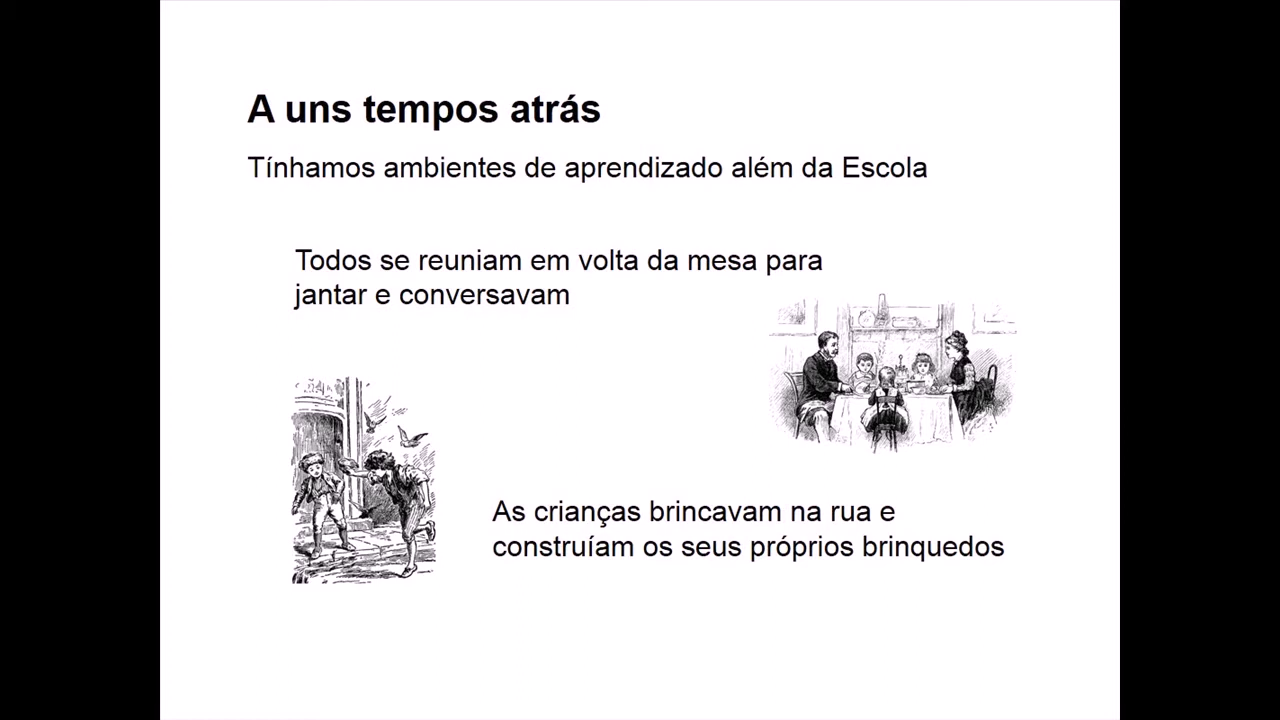 A uns tempos atrás
Tínhamos ambientes de aprendizado além da Escola
Todos se reuniam em volta da mesa para
jantar e conversavam
As crianças brincavam na rua e
construíam os seus próprios brinquedos